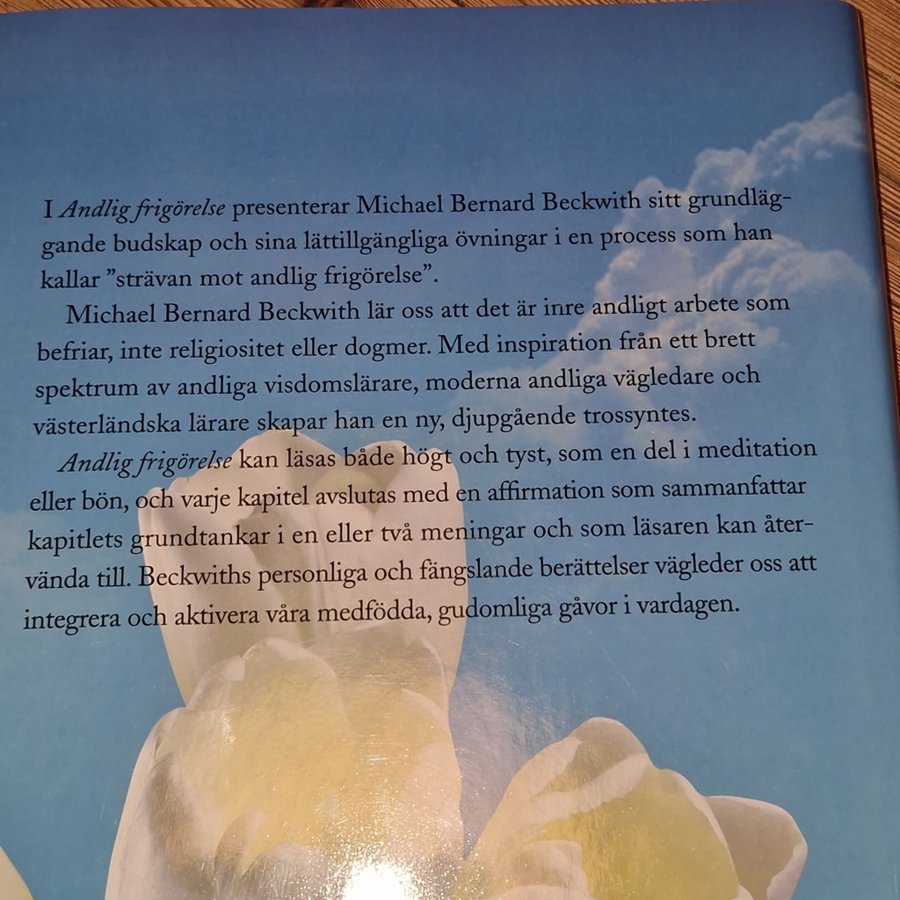 I Andlig frigörelse presenterar Michael Bernard Beckwith sitt grundläg-
gande budskap och sina lättillgängliga övningar i en process som han
kallar ”strävan mot andlig frigörelse”.
Michael Bernard Beckwith lär oss att det är inre andligt arbete som
befriar, inte religiositet eller dogmer. Med inspiration från ett brett
spektrum av andliga visdomslärare, moderna andliga vägledare och
västerländska lärare skapar han en ny, djupgående trossyntes.
Andlig frigörelse kan läsas både högt och tyst, som en del i meditation
eller bön, och varje kapitel avslutas med en affirmation som sammanfattar
kapitlets grundtankar i en eller två meningar och som läsaren kan åter-
vända till. Beckwiths personliga och fängslande berättelser vägleder oss att
integrera och aktivera våra medfödda, gudomliga gåvor i vardagen.